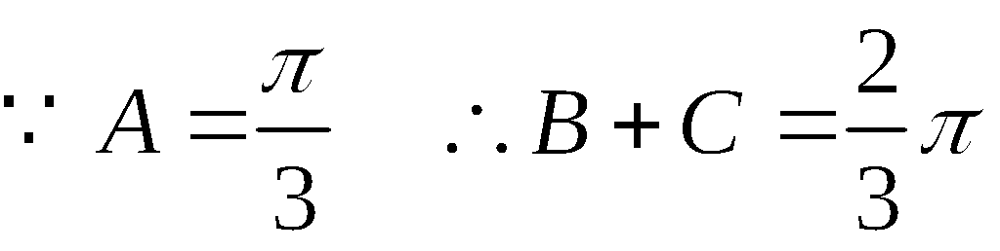 ∵ A = π/3 ∴ B + C = 2/3 π